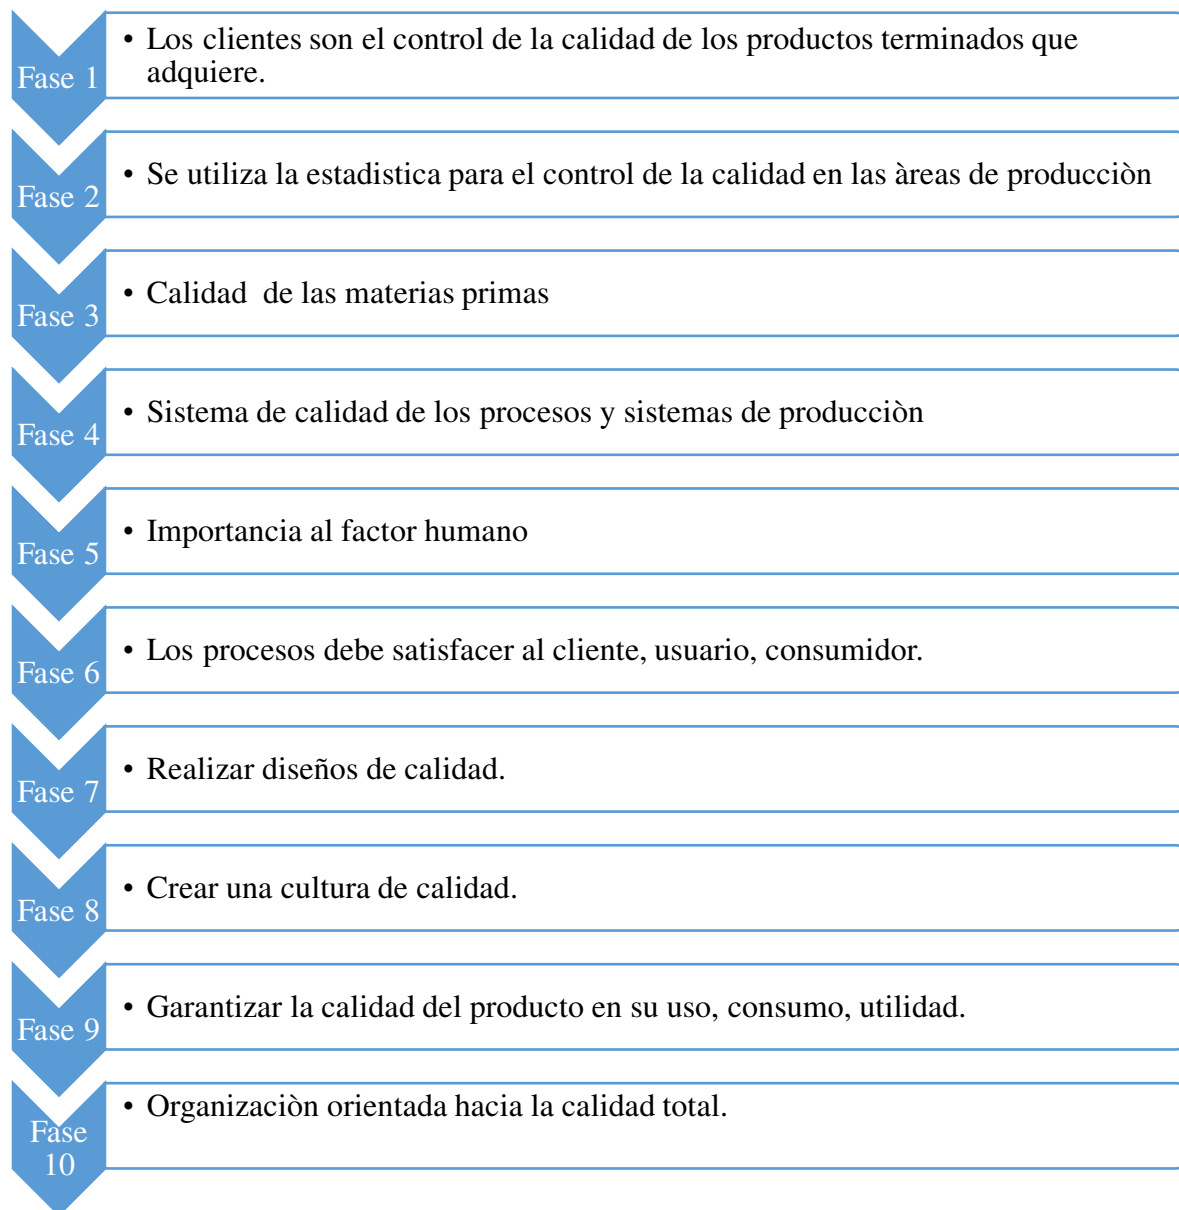 Fase 1
• Los clientes son el control de la calidad de los productos terminados que
adquiere.
Fase 2
• Se utiliza la estadistica para el control de la calidad en las àreas de producciòn
Fase 3
• Calidad de las materias primas
Fase 4
• Sistema de calidad de los procesos y sistemas de producciòn
Fase 5
• Importancia al factor humano
Fase 6
• Los procesos debe satisfacer al cliente, usuario, consumidor.
Fase 7
• Realizar diseños de calidad.
Fase 8
• Crear una cultura de calidad.
Fase 9
• Garantizar la calidad del producto en su uso, consumo, utilidad.
Fase
10
• Organizaciòn orientada hacia la calidad total.